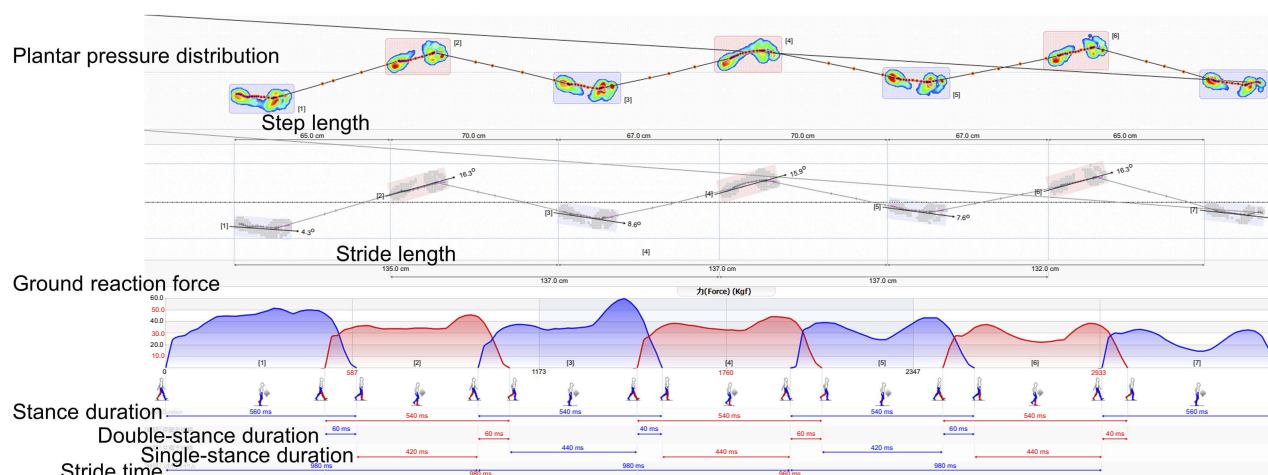 Plantar pressure distribution
[2]
[4]
[6]
[1]
[3]
[5]
Step length
65.0 cm
70.0 cm
67.0 cm
70.0 cm
67.0 cm
65.0 cm
[2]
16.3°
[4]
15.9°
[6]
16.3°
[1]
4.3°
[3]
8.6°
[5]
7.6°
[7]
Stride length
[4]
135.0 cm
137.0 cm
137.0 cm
137.0 cm
132.0 cm
Ground reaction force
力(Force) (Kgf)
60.0
50.0
40.0
30.0
20.0
10.0
[1]
[2]
[3]
[4]
[5]
[6]
[7]
0
587
1173
1760
2347
2933
Stance duration
560 ms
540 ms
540 ms
540 ms
540 ms
540 ms
560 ms
Double-stance duration
60 ms
60 ms
40 ms
60 ms
60 ms
40 ms
Single-stance duration
420 ms
440 ms
440 ms
420 ms
440 ms
Stride time
980 ms
980 ms
980 ms
980 ms